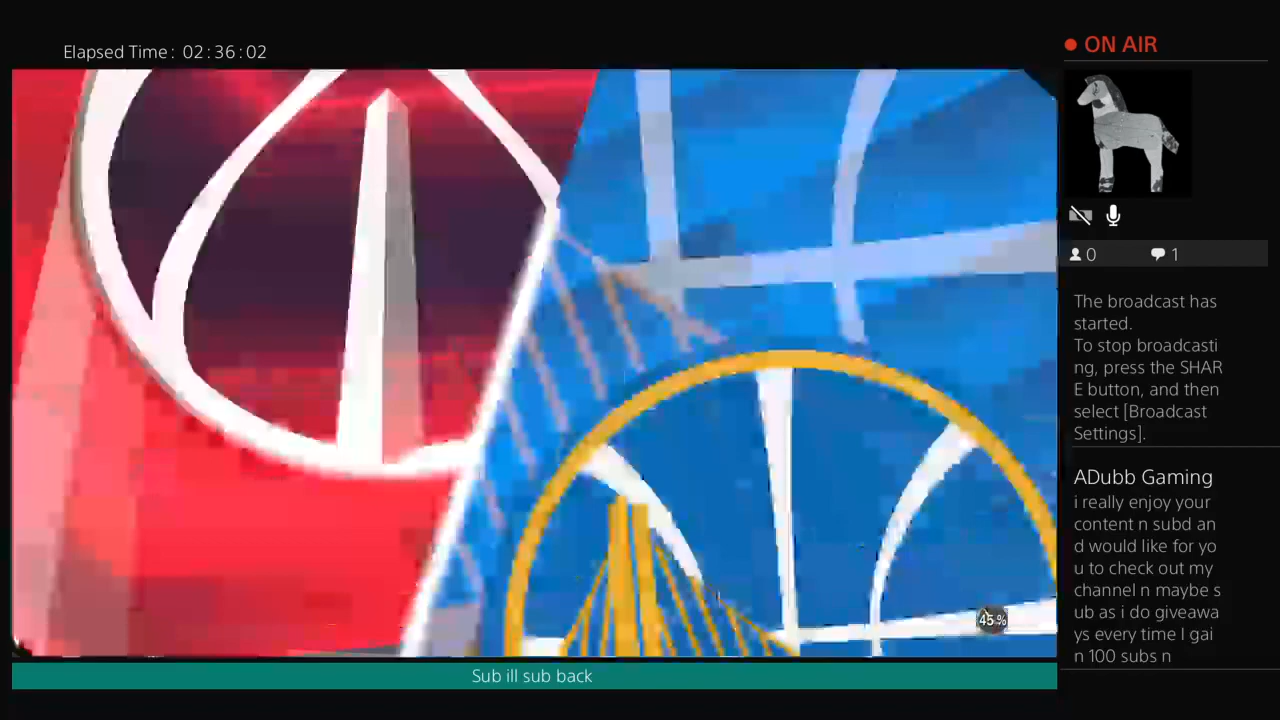 Elapsed Time: 02:36:02
ON AIR
0
1
The broadcast has
started.
To stop broadcasti
ng, press the SHAR
E button, and then
select [Broadcast
Settings].
ADubb Gaming
i really enjoy your
content n subd an
d would like for yo
u to check out my
channel n maybe s
ub as i do giveawa
ys every time I gai
n 100 subs n
45%
Sub ill sub back